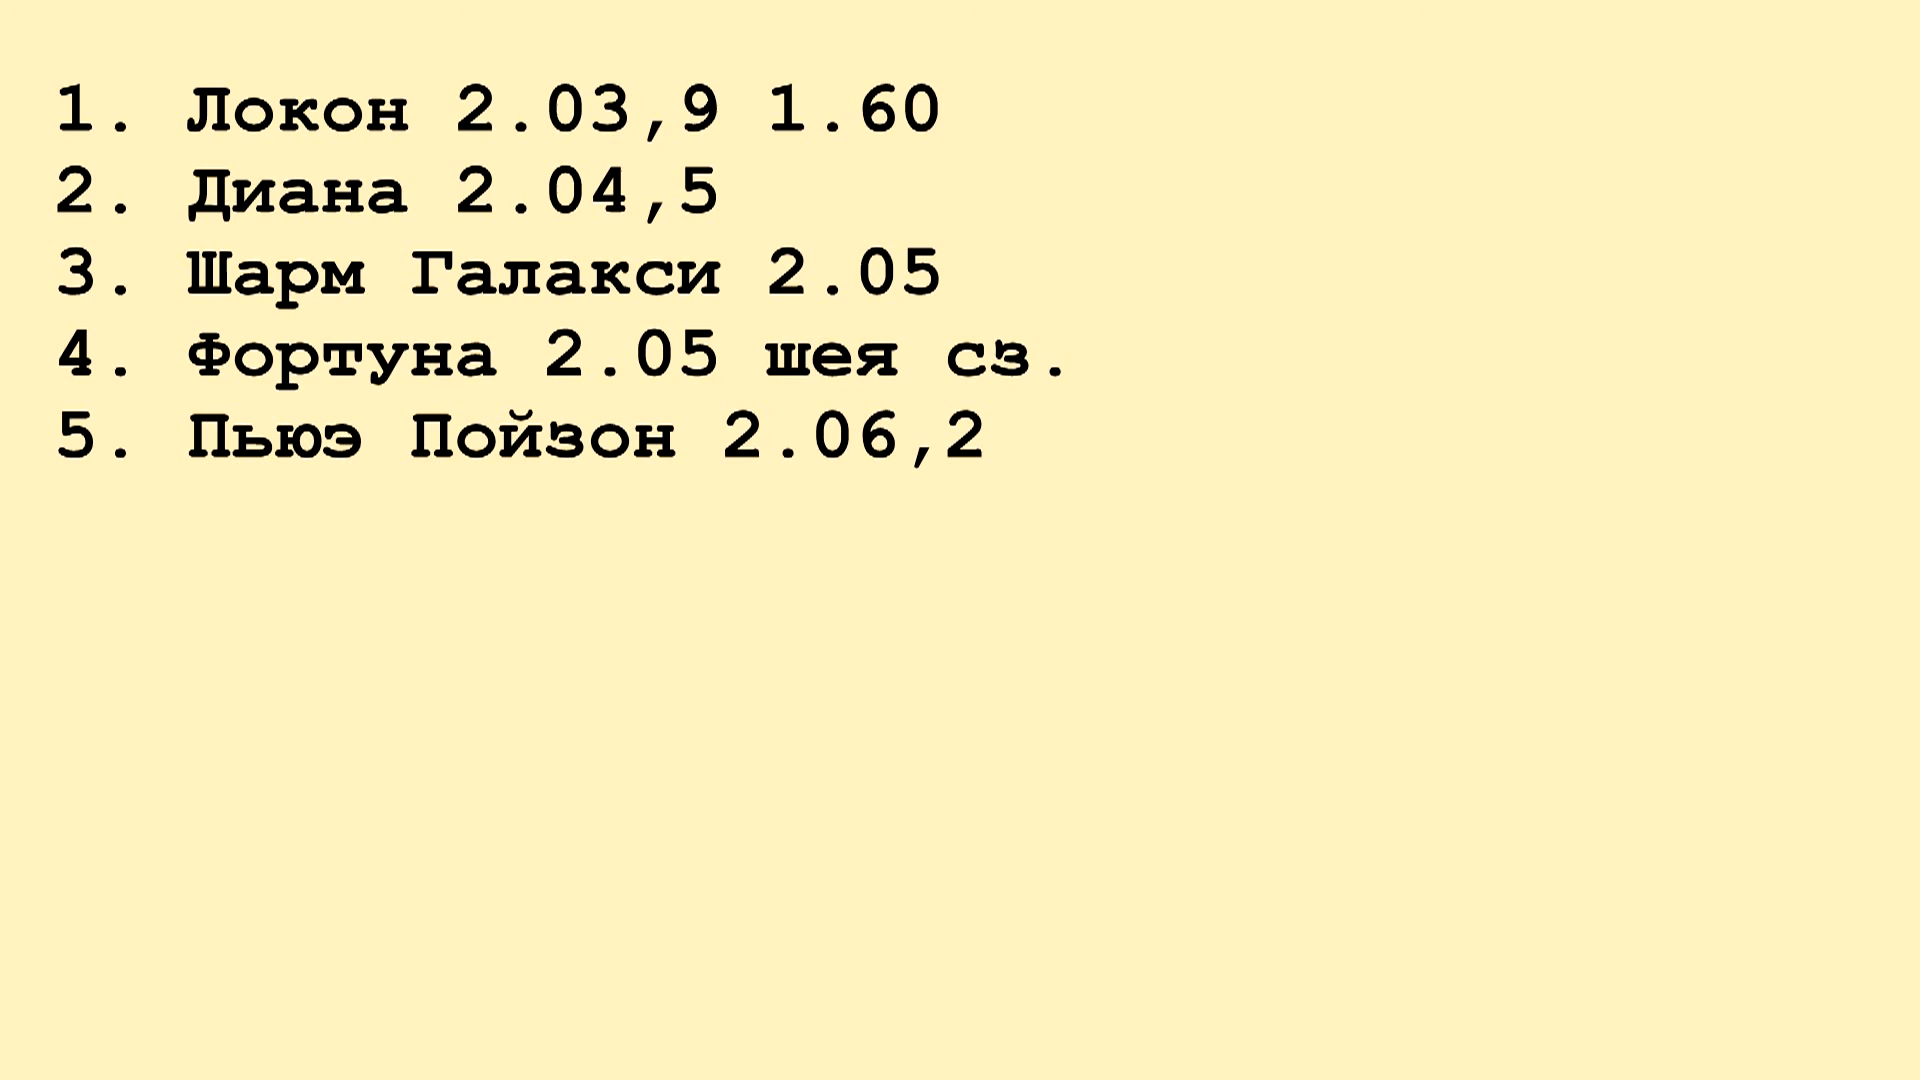 1. Локон 2.03,9 1.60
2. Диана 2.04,5
3. Шарм Галакси 2.05
4. Фортуна 2.05 шея сз.
5. Пьюэ Пойзон 2.06,2